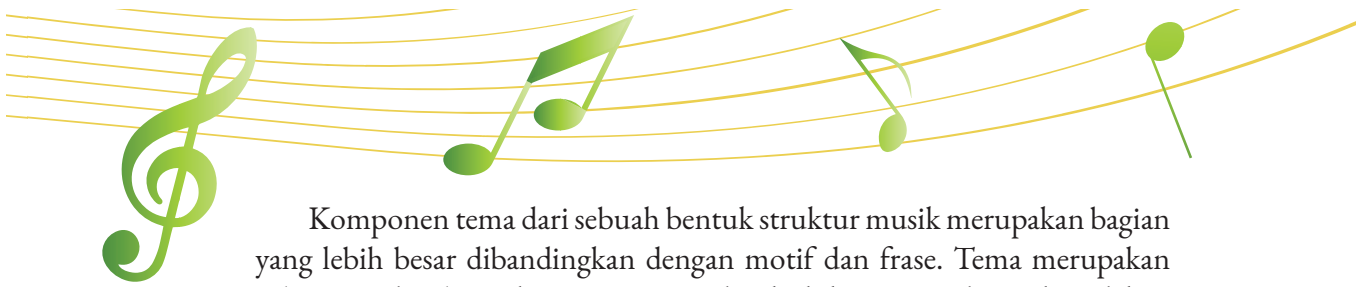 Komponen tema dari sebuah bentuk struktur musik merupakan bagian
yang lebih besar dibandingkan dengan motif dan frase. Tema merupakan